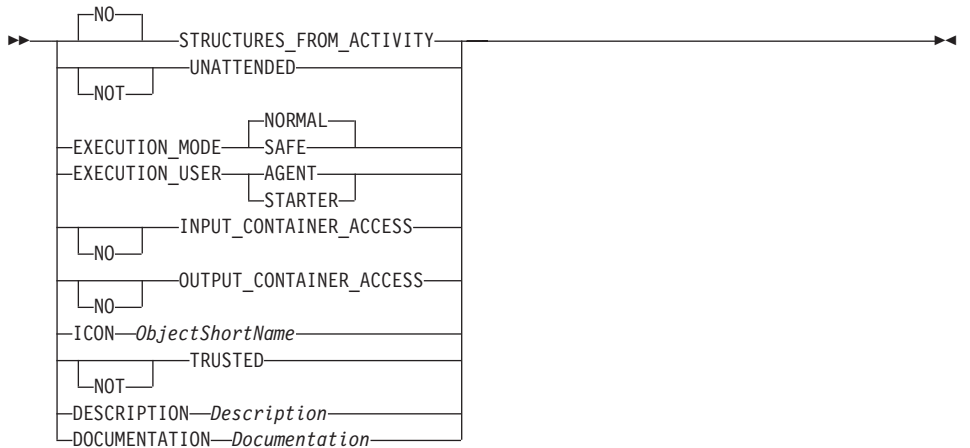 NO
STRUCTURES_FROM_ACTIVITY
UNATTENDED
NOT
NORMAL
EXECUTION_MODE SAFE
EXECUTION_USER AGENT
STARTER
INPUT_CONTAINER_ACCESS
NO
OUTPUT_CONTAINER_ACCESS
NO
ICON ObjectShortName
TRUSTED
NOT
DESCRIPTION Description
DOCUMENTATION Documentation